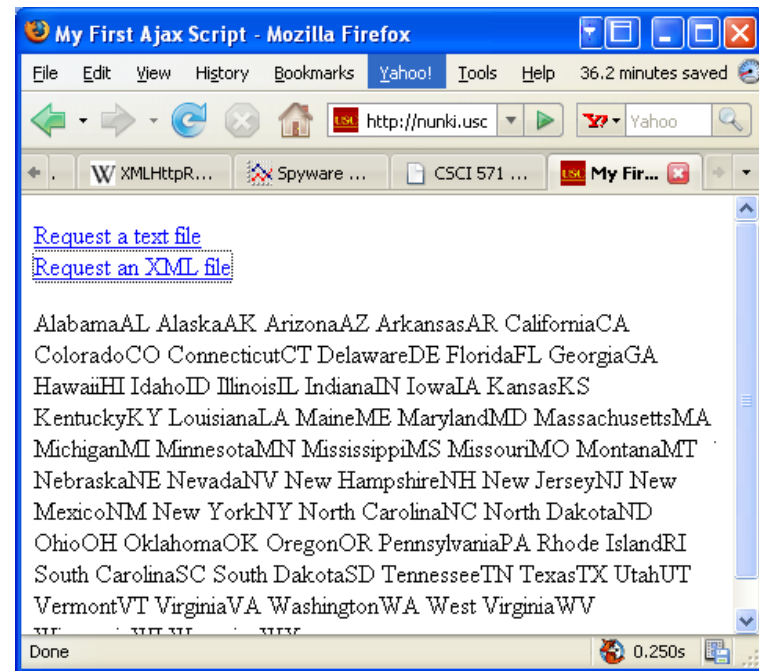 My First Ajax Script - Mozilla Firefox
File Edit View History Bookmarks Yahoo! Tools Help 36.2 minutes saved
USC http://nunki.usc Y! Yahoo
. W XMLHttpR... Spyware ... CSCI 571 ... USC My Fir...
Request a text file
Request an XML file
AlabamaAL AlaskaAK ArizonaAZ ArkansasAR CaliforniaCA
ColoradoCO ConnecticutCT DelawareDE FloridaFL GeorgiaGA
HawaiiHI IdahoID IllinoisIL IndianaIN IowaIA KansasKS
KentuckyKY LouisianaLA MaineME MarylandMD MassachusettsMA
MichiganMI MinnesotaMN MississippiMS MissouriMO MontanaMT
NebraskaNE NevadaNV New HampshireNH New JerseyNJ New
MexicoNM New YorkNY North CarolinaNC North DakotaND
OhioOH OklahomaOK OregonOR PennsylvaniaPA Rhode IslandRI
South CarolinaSC South DakotaSD TennesseeTN TexasTX UtahUT
VermontVT VirginiaVA WashingtonWA West VirginiaWV
Done 0.250s